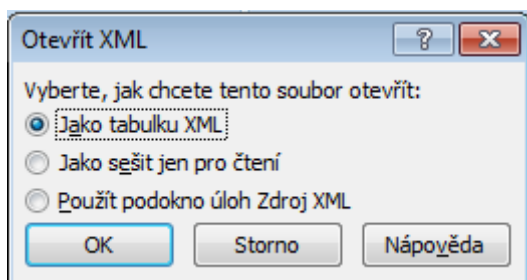 Otevřít XML
Vyberte, jak chcete tento soubor otevřít:
Jako tabulku XML
Jako sešit jen pro čtení
Použít podokno úloh Zdroj XML
OK Storno Nápověda